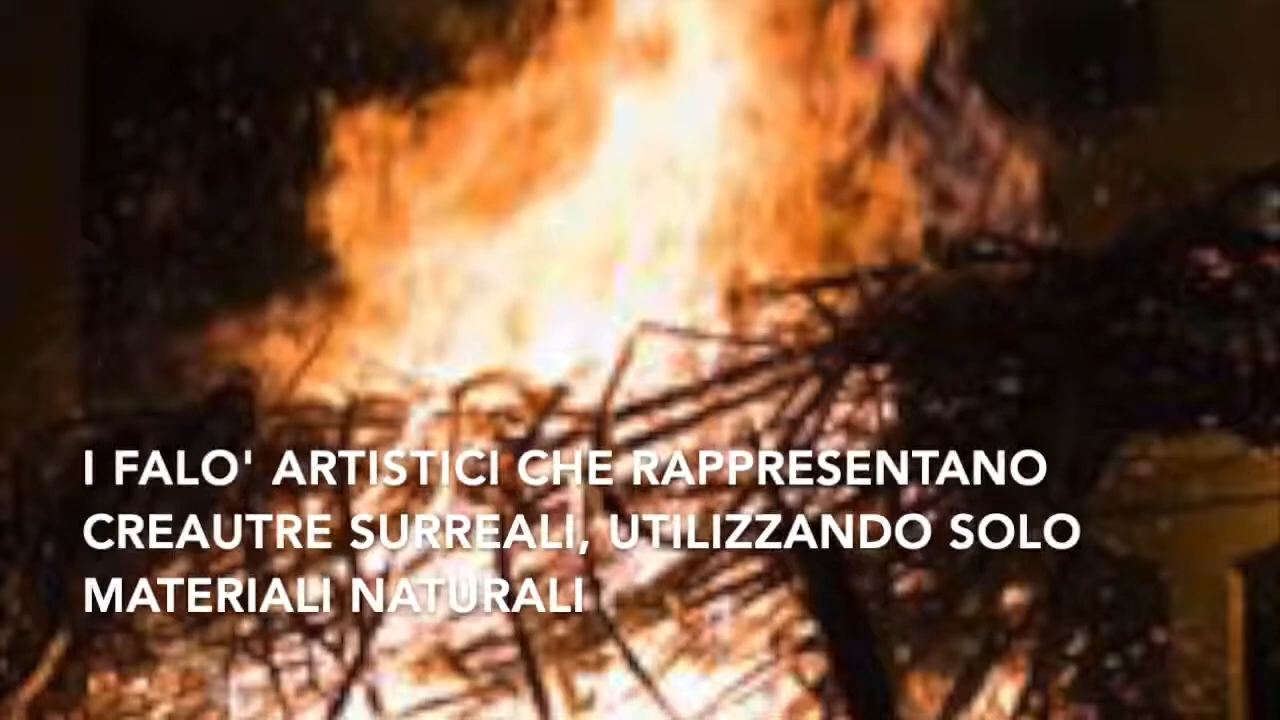 I FALO' ARTISTICI CHE RAPPRESENTANO
CREAUTRE SURREALI, UTILIZZANDO SOLO
MATERIALI NATURALI